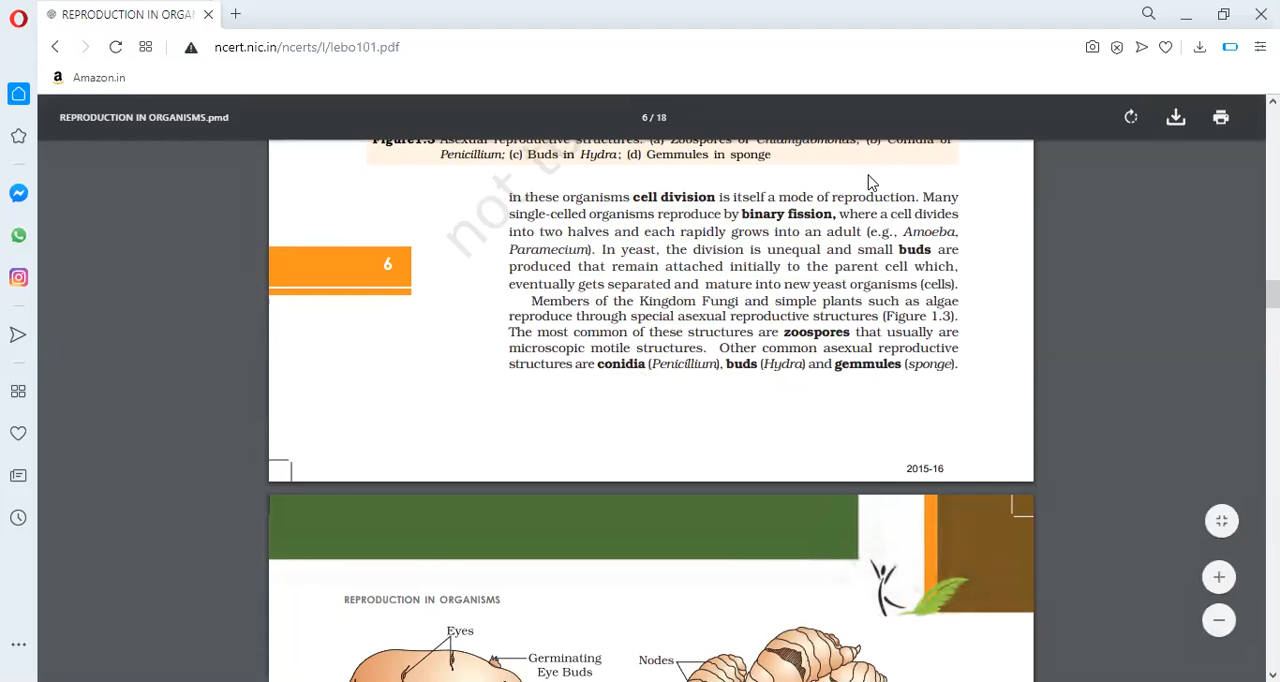 REPRODUCTION IN ORGA
ncert.nic.in/ncerts/l/lebo101.pdf
a Amazon.in
REPRODUCTION IN ORGANISMS.pmd
6 / 18
Figure1.3 Asexual reproductive structures: (a) Zoospores of Chlamydomonas; (b) Conidia of
Penicillium; (c) Buds in Hydra; (d) Gemmules in sponge
not
in these organisms cell division is itself a mode of reproduction. Many
single-celled organisms reproduce by binary fission, where a cell divides
into two halves and each rapidly grows into an adult (e.g., Amoeba,
Paramecium). In yeast, the division is unequal and small buds are
produced that remain attached initially to the parent cell which,
eventually gets separated and mature into new yeast organisms (cells).
6
Members of the Kingdom Fungi and simple plants such as algae
reproduce through special asexual reproductive structures (Figure 1.3).
The most common of these structures are zoospores that usually are
microscopic motile structures. Other common asexual reproductive
structures are conidia (Penicillium), buds (Hydra) and gemmules (sponge).
2015-16
REPRODUCTION IN ORGANISMS
Eyes
Germinating
Eye Buds
Nodes